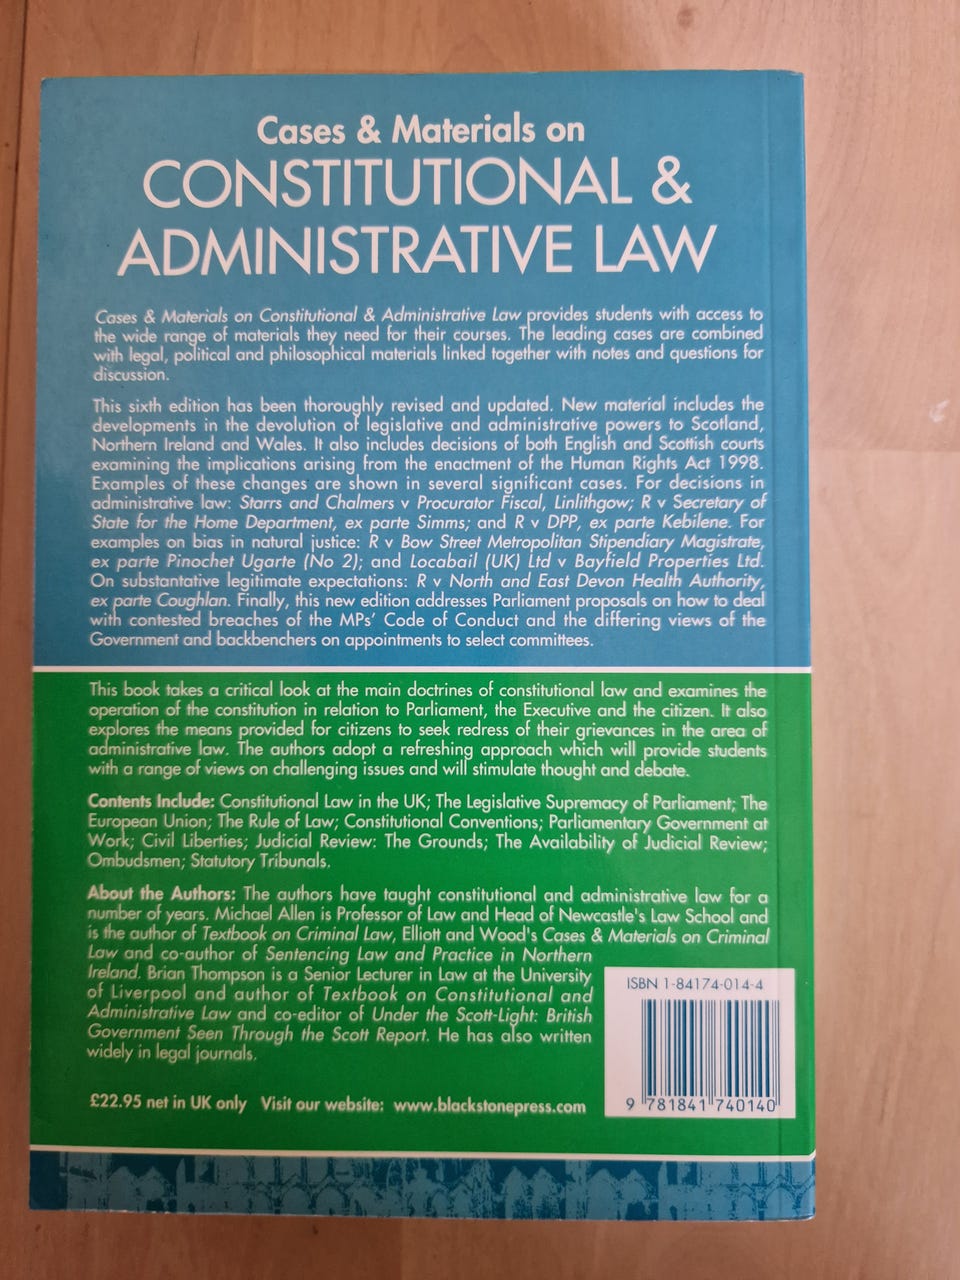 Cases & Materials on
CONSTITUTIONAL &
ADMINISTRATIVE LAW
Cases & Materials on Constitutional & Administrative Law provides students with access to
the wide range of materials they need for their courses. The leading cases are combined
with legal, political and philosophical materials linked together with notes and questions for
discussion.
This sixth edition has been thoroughly revised and updated. New material includes the
developments in the devolution of legislative and administrative powers to Scotland,
Northern Ireland and Wales. It also includes decisions of both English and Scottish courts
examining the implications arising from the enactment of the Human Rights Act 1998.
Examples of these changes are shown in several significant cases. For decisions in
administrative law: Starrs and Chalmers v Procurator Fiscal, Linlithgow; R v Secretary of
State for the Home Department, ex parte Simms; and R v DPP, ex parte Kebilene. For
examples on bias in natural justice: R v Bow Street Metropolitan Stipendiary Magistrate,
ex parte Pinochet Ugarte (No 2); and Locabail (UK) Ltd v Bayfield Properties Ltd.
On substantative legitimate expectations: R v North and East Devon Health Authority,
ex parte Coughlan. Finally, this new edition addresses Parliament proposals on how to deal
with contested breaches of the MPs' Code of Conduct and the differing views of the
Government and backbenchers on appointments to select committees.
This book takes a critical look at the main doctrines of constitutional law and examines the
operation of the constitution in relation to Parliament, the Executive and the citizen. It also
explores the means provided for citizens to seek redress of their grievances in the area of
administrative law. The authors adopt a refreshing approach which will provide students
with a range of views on challenging issues and will stimulate thought and debate.
Contents Include: Constitutional Law in the UK; The Legislative Supremacy of Parliament; The
European Union; The Rule of Law; Constitutional Conventions; Parliamentary Government at
Work; Civil Liberties; Judicial Review: The Grounds; The Availability of Judicial Review;
Ombudsmen; Statutory Tribunals.
About the Authors: The authors have taught constitutional and administrative law for a
number of years. Michael Allen is Professor of Law and Head of Newcastle's Law School and
is the author of Textbook on Criminal Law, Elliott and Wood's Cases & Materials on Criminal
Law and co-author of Sentencing Law and Practice in Northern
Ireland. Brian Thompson is a Senior Lecturer in Law at the University
of Liverpool and author of Textbook on Constitutional and
Administrative Law and co-editor of Under the Scott-Light: British
Government Seen Through the Scott Report. He has also written
widely in legal journals.
ISBN 1-84174-014-4
9 781841 740140
£22.95 net in UK only Visit our website: www.blackstonepress.com